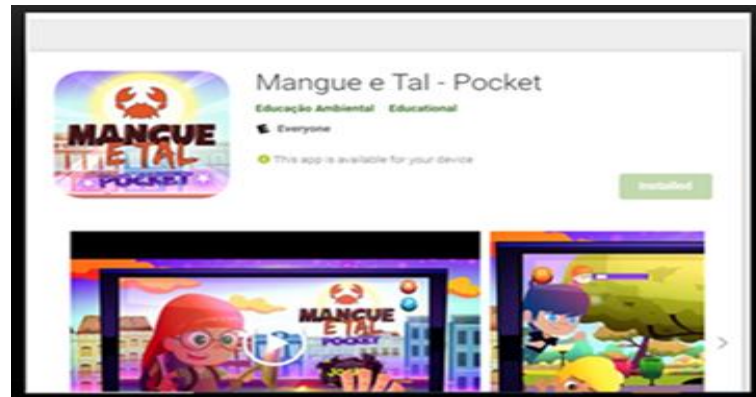 Mangue e Tal - Pocket
Educação Ambiental Educational
Everyone
This app is available for your device
Installed
MANGUE
E TAL
POCKET
MANGUE
E TAL
POCKET